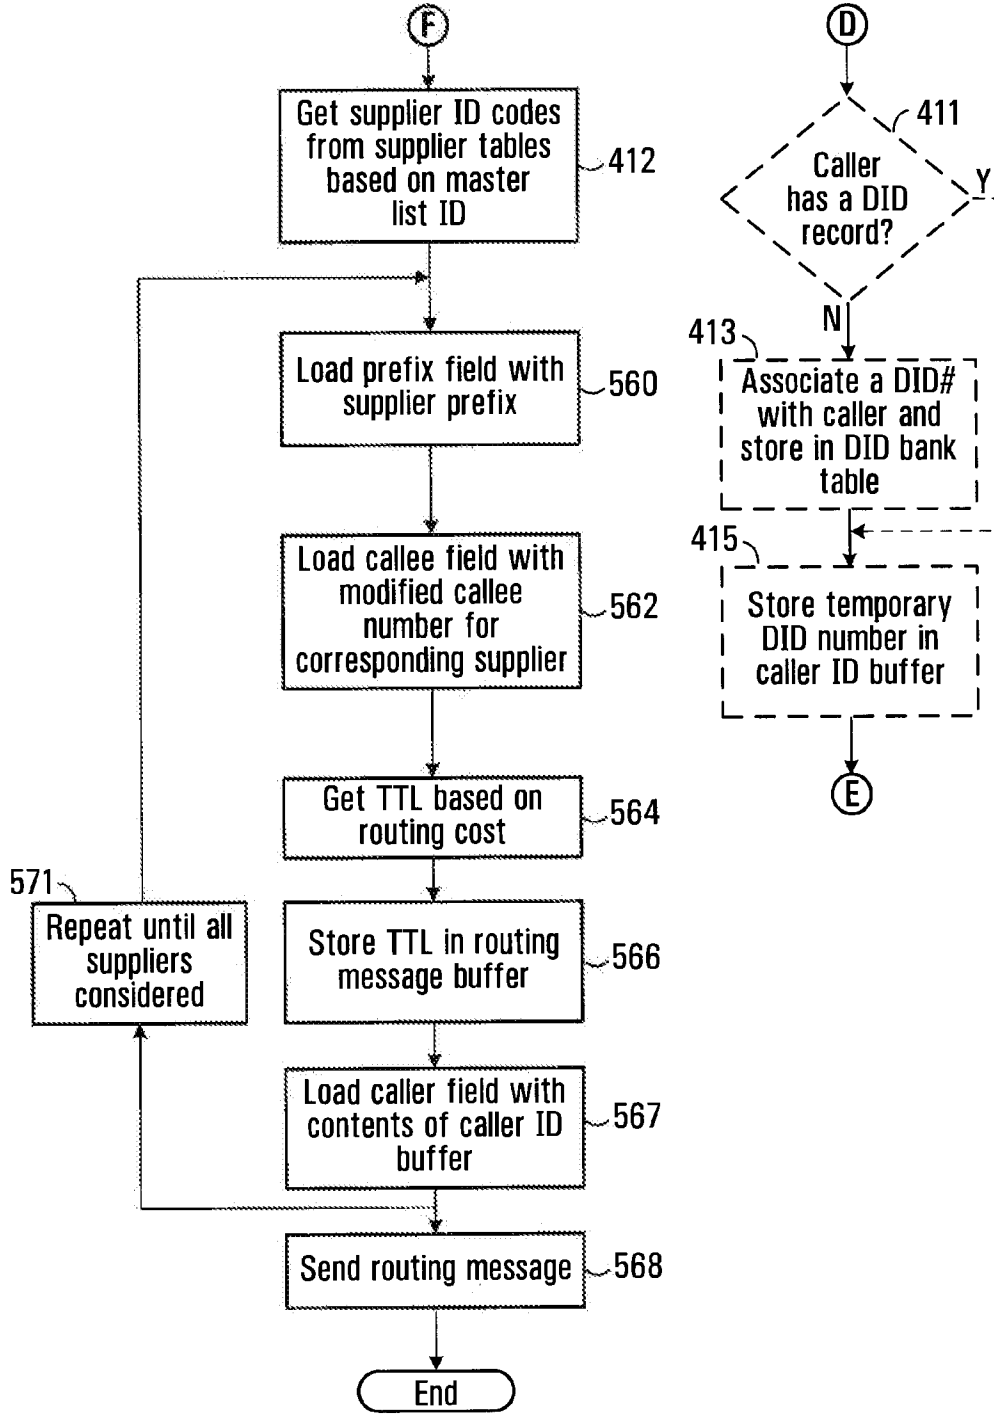 F
Get supplier ID codes
from supplier tables
based on master
list ID
412
Load prefix field with
supplier prefix
560
Load callee field with
modified callee
number for
corresponding supplier
562
Get TTL based on
routing cost
564
Store TTL in routing
message buffer
566
Load caller field with
contents of caller ID
buffer
567
571
Repeat until all
suppliers
considered
Send routing message
568
End
D
411
Caller
has a DID
record?
Y
N
413
Associate a DID#
with caller and
store in DID bank
table
415
Store temporary
DID number in
caller ID buffer
E